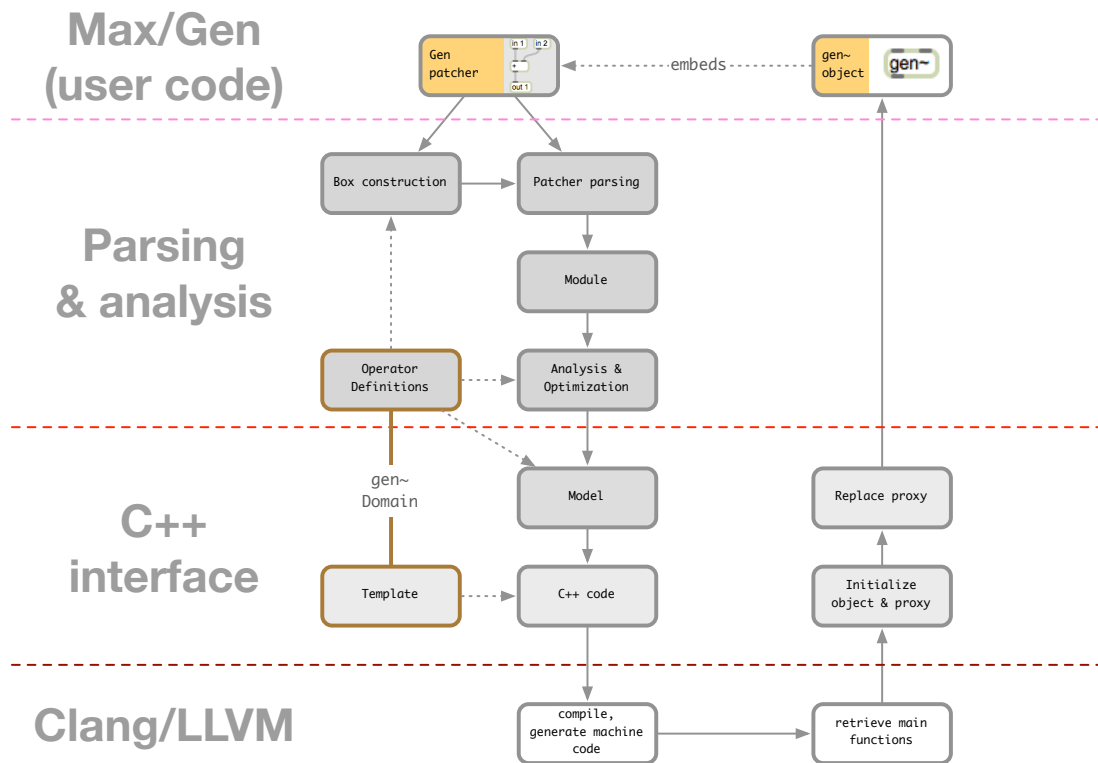 Max/Gen
(user code)
Gen
patcher
in 1
in 2
+
out 1
embeds
gen~
object
gen~
Parsing
& analysis
Box construction
Patcher parsing
Module
Operator
Definitions
Analysis &
Optimization
C++
interface
gen~
Domain
Model
Replace proxy
Template
C++ code
Initialize
object & proxy
Clang/LLVM
compile,
generate machine
code
retrieve main
functions